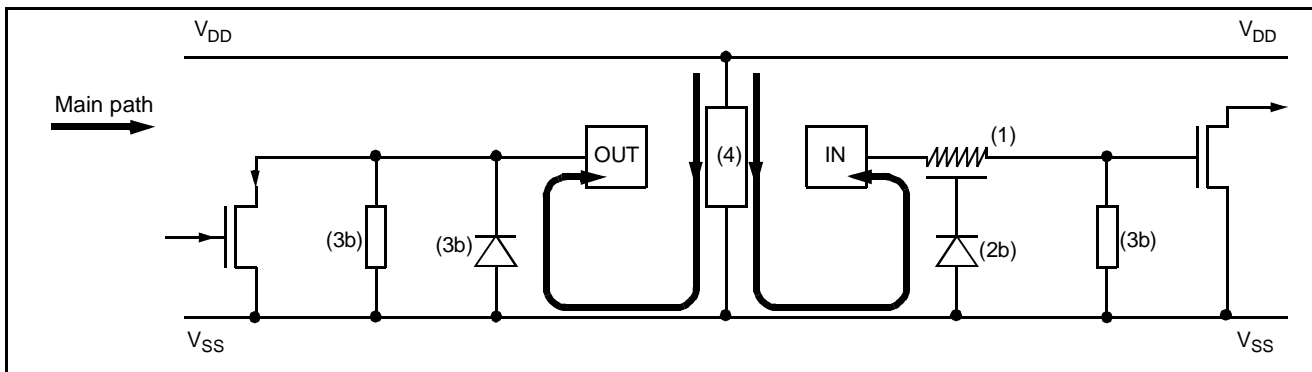 VDD
VDD
Main path
OUT
(4)
IN
(1)
(3b)
(3b)
(2b)
(3b)
VSS
VSS